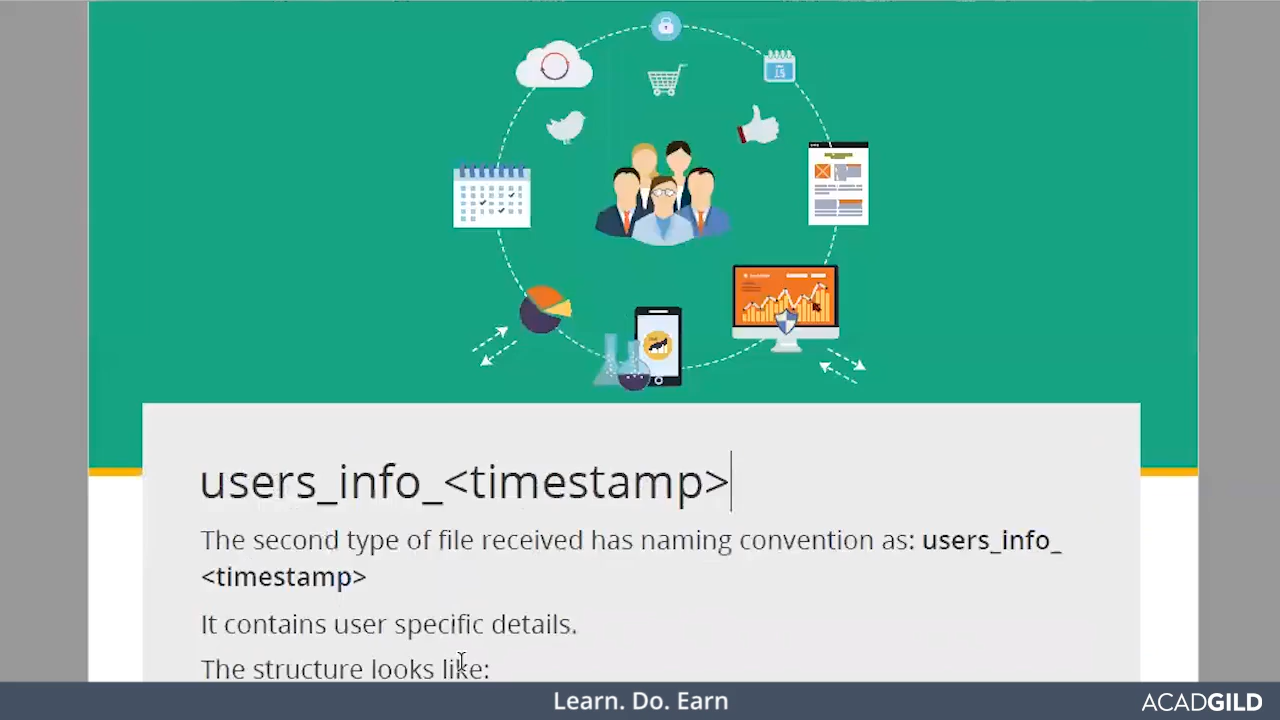 15
users_info_<timestamp>
The second type of file received has naming convention as: users_info_
<timestamp>
It contains user specific details.
The structure looks like:
Learn. Do. Earn
ACADGILD